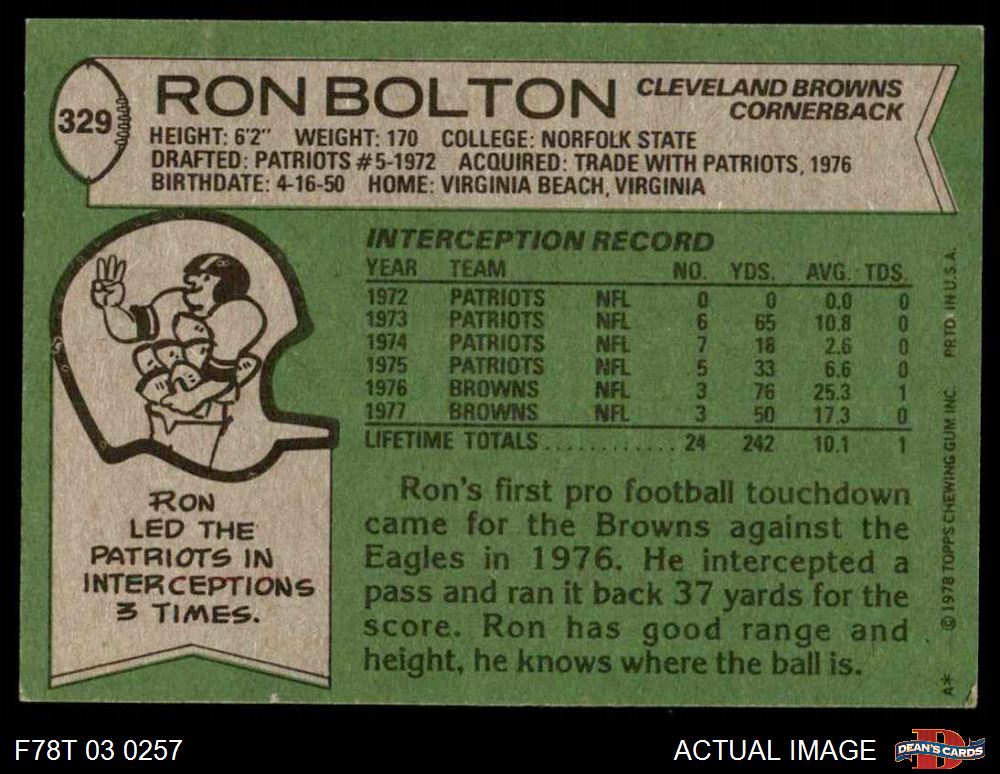 329
RON BOLTON
CLEVELAND BROWNS
CORNERBACK
HEIGHT: 6'2" WEIGHT: 170 COLLEGE: NORFOLK STATE
DRAFTED: PATRIOTS #5-1972 ACQUIRED: TRADE WITH PATRIOTS, 1976
BIRTHDATE: 4-16-50 HOME: VIRGINIA BEACH, VIRGINIA
INTERCEPTION RECORD
YEAR TEAM NO. YDS. AVG. TDS.
1972 PATRIOTS NFL 0 0 0.0 0
1973 PATRIOTS NFL 6 65 10.8 0
1974 PATRIOTS NFL 7 18 2.6 0
1975 PATRIOTS NFL 5 33 6.6 0
1976 BROWNS NFL 3 76 25.3 1
1977 BROWNS NFL 3 50 17.3 0
LIFETIME TOTALS ............ 24 242 10.1 1
RON
LED THE
PATRIOTS IN
INTERCEPTIONS
3 TIMES.
Ron's first pro football touchdown
came for the Browns against the
Eagles in 1976. He intercepted a
pass and ran it back 37 yards for the
score. Ron has good range and
height, he knows where the ball is.
A* © 1978 TOPPS CHEWING GUM INC. PRTD. IN U.S.A.
F78T 03 0257
ACTUAL IMAGE
D
DEAN'S CARDS